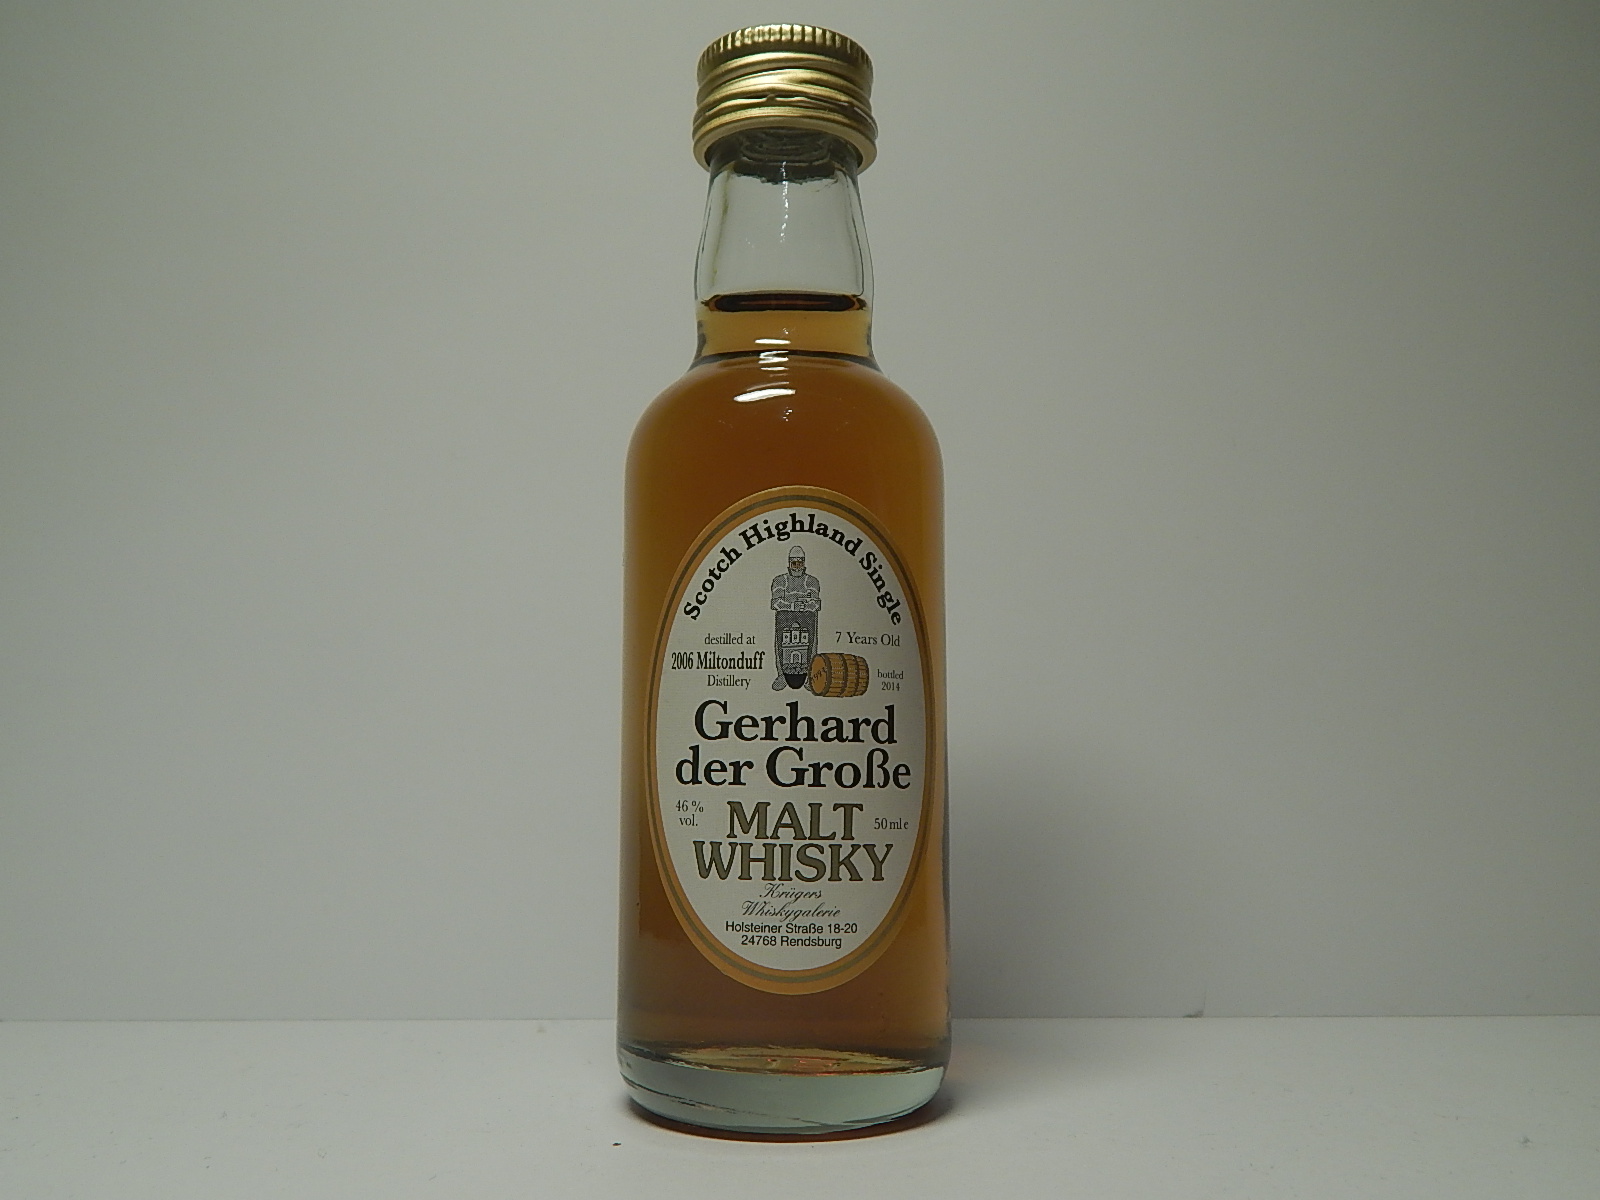 Scotch Highland Single
destilled at
2006 Miltonduff
Distillery
7 Years Old
bottled
2014
Gerhard
der Große
46 %
vol.
MALT
WHISKY
50 ml e
Krügers
Whiskygalerie
Holsteiner Straße 18-20
24768 Rendsburg